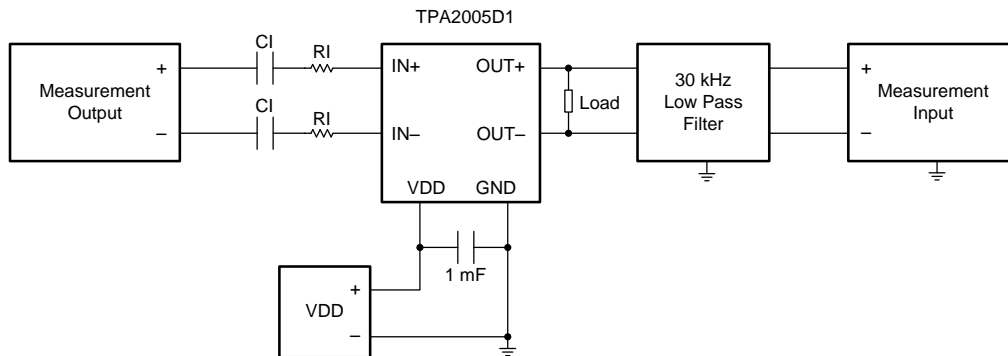 TPA2005D1
CI
RI
+
IN+
OUT+
+
+
Measurement
Output
30 kHz
Low Pass
Filter
Measurement
Input
CI
RI
Load
–
IN–
OUT–
–
VDD
GND
1 mF
+
VDD
–